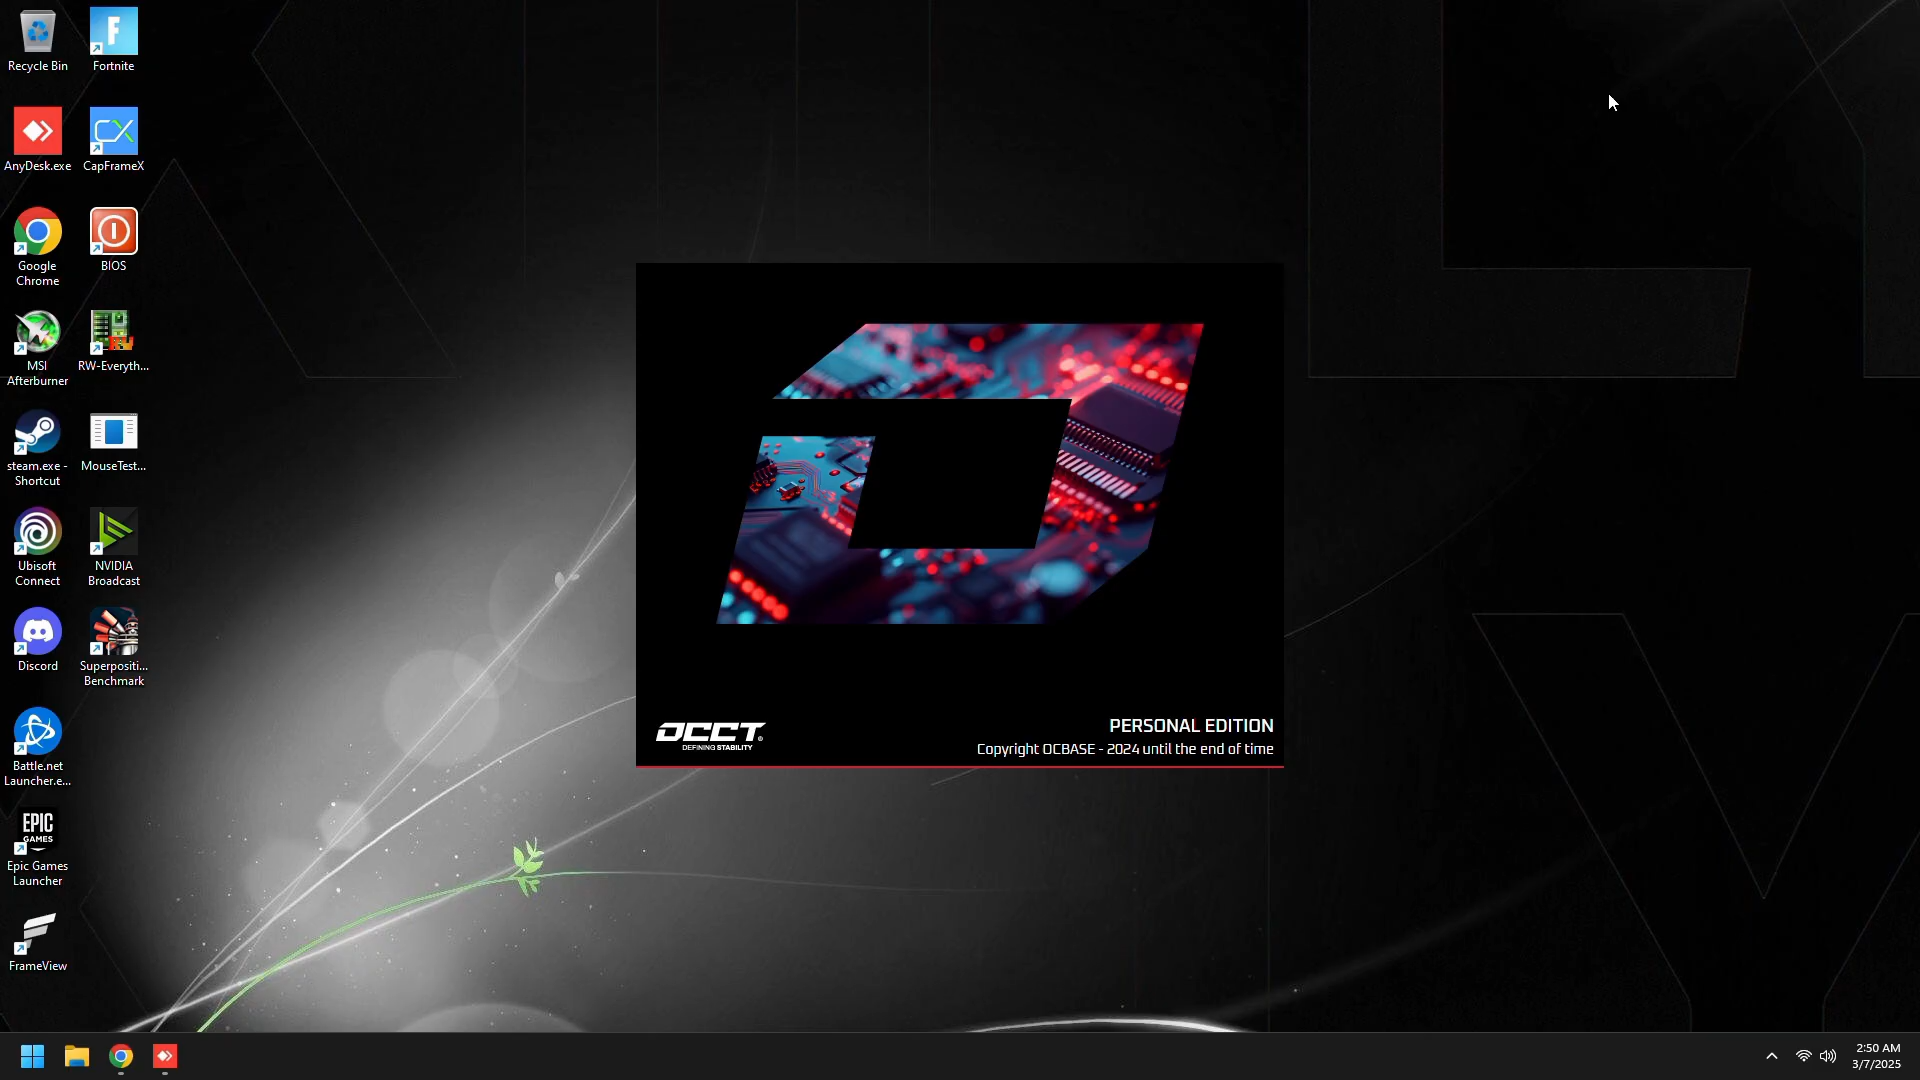 Recycle Bin
Fortnite
AnyDesk.exe
CapFrameX
Google
Chrome
BIOS
MSI
Afterburner
RW-Everyth...
steam.exe -
Shortcut
MouseTest...
Ubisoft
Connect
NVIDIA
Broadcast
Discord
Superpositi...
Benchmark
Battle.net
Launcher.e...
EPIC
GAMES
Epic Games
Launcher
FrameView
OCCT
DEFINING STABILITY
PERSONAL EDITION
Copyright OCBASE - 2024 until the end of time
2:50 AM
3/7/2025